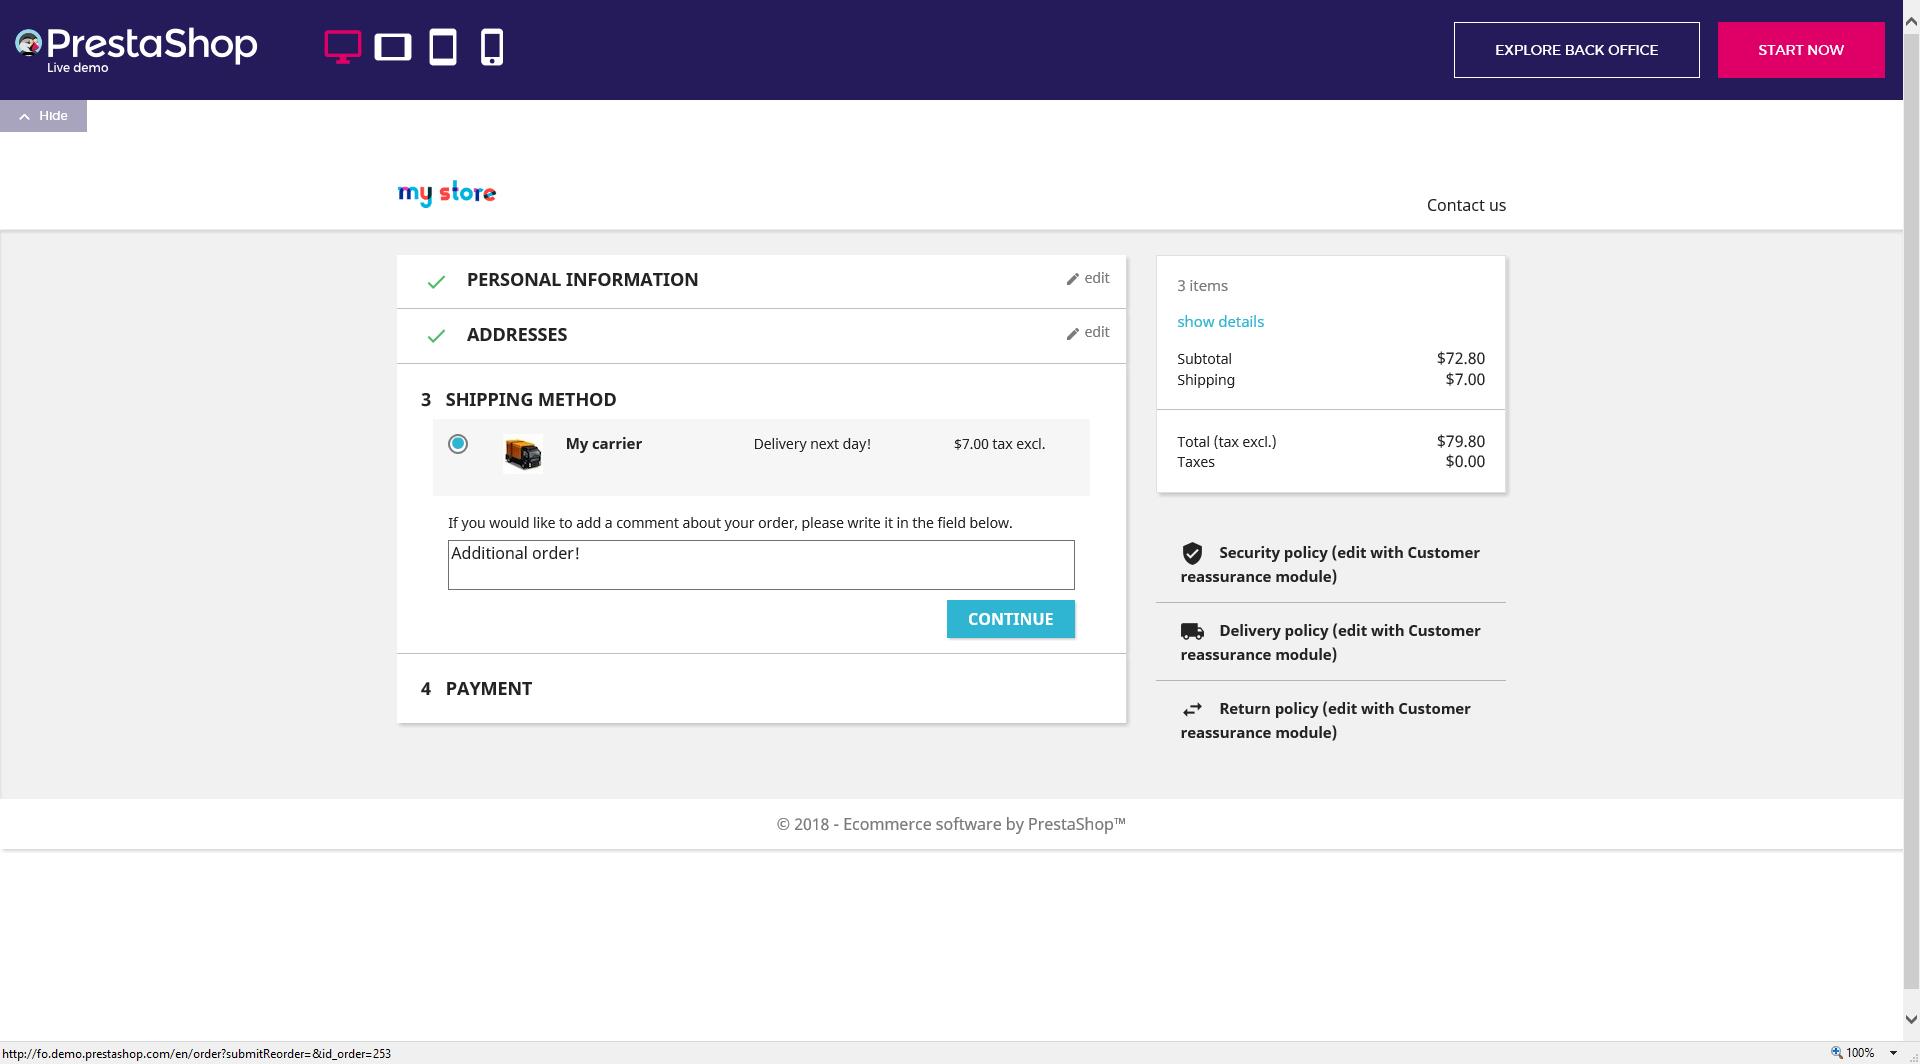 PrestaShop
Live demo
EXPLORE BACK OFFICE
START NOW
Hide
my store
Contact us
PERSONAL INFORMATION
edit
ADDRESSES
edit
3 SHIPPING METHOD
My carrier
Delivery next day!
$7.00 tax excl.
If you would like to add a comment about your order, please write it in the field below.
Additional order!
CONTINUE
4 PAYMENT
3 items
show details
Subtotal $72.80
Shipping $7.00
Total (tax excl.) $79.80
Taxes $0.00
Security policy (edit with Customer
reassurance module)
Delivery policy (edit with Customer
reassurance module)
Return policy (edit with Customer
reassurance module)
© 2018 - Ecommerce software by PrestaShop™
http://fo.demo.prestashop.com/en/order?submitReorder=&id_order=253
100%